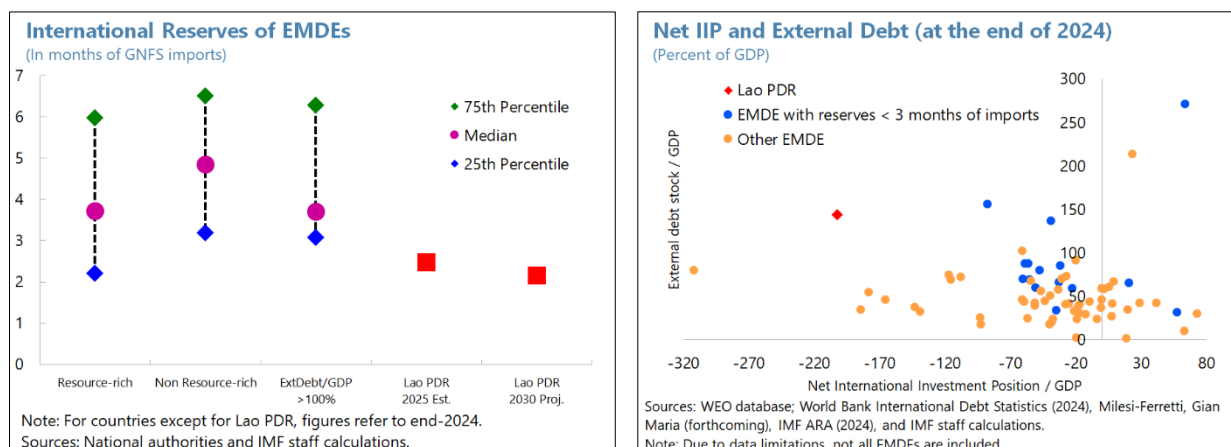 International Reserves of EMDEs
(In months of GNFS imports)
7
6
5
4
3
2
1
0
75th Percentile
Median
25th Percentile
Resource-rich
Non Resource-rich
ExtDebt/GDP
>100%
Lao PDR
2025 Est.
Lao PDR
2030 Proj.
Note: For countries except for Lao PDR, figures refer to end-2024.
Sources: National authorities and IMF staff calculations.
Net IIP and External Debt (at the end of 2024)
(Percent of GDP)
Lao PDR
EMDE with reserves < 3 months of imports
Other EMDE
External debt stock / GDP
300
250
200
150
100
50
0
-320 -270 -220 -170 -120 -70 -20 30 80
Net International Investment Position / GDP
Sources: WEO database; World Bank International Debt Statistics (2024), Milesi-Ferretti, Gian
Maria (forthcoming), IMF ARA (2024), and IMF staff calculations.
Note: Due to data limitations, not all EMDEs are included